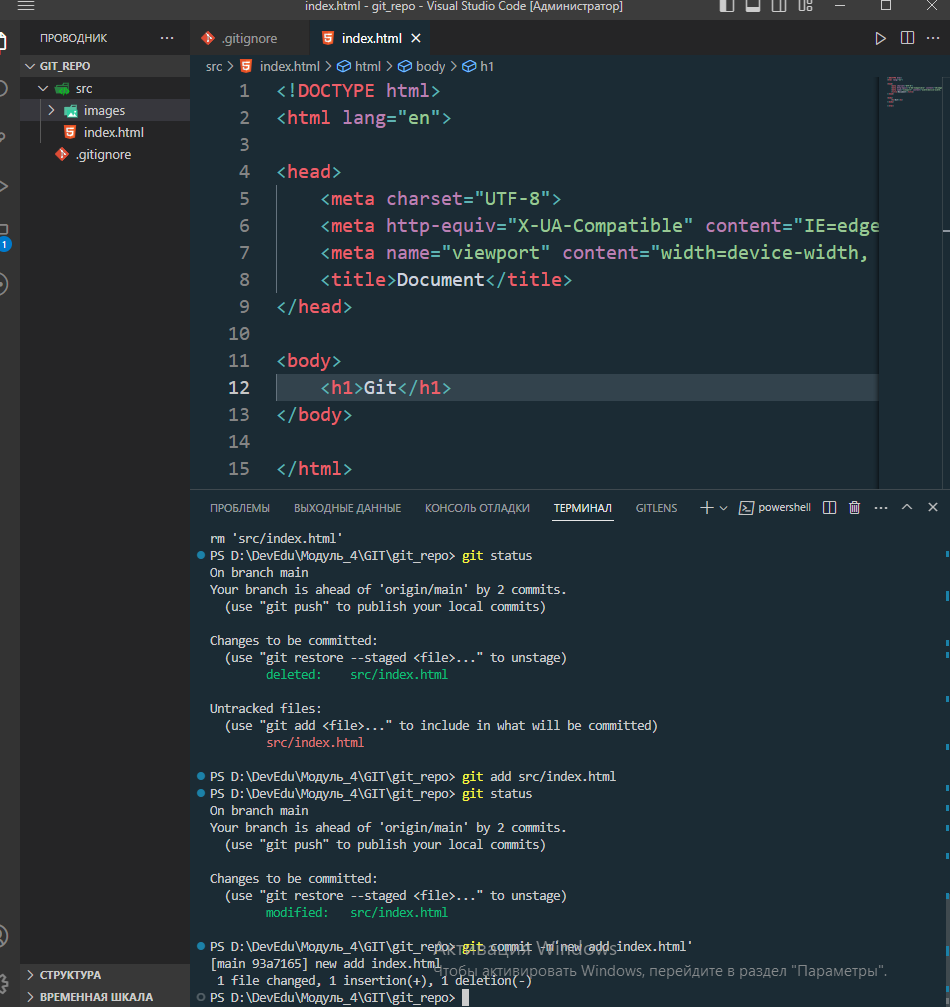 index.html - git_repo - Visual Studio Code [Администратор]
ПРОВОДНИК
.gitignore
index.html
GIT_REPO
src
images
index.html
.gitignore
src > index.html > html > body > h1
1 <!DOCTYPE html>
2 <html lang="en">
3
4 <head>
5 <meta charset="UTF-8">
6 <meta http-equiv="X-UA-Compatible" content="IE=edge
7 <meta name="viewport" content="width=device-width,
8 <title>Document</title>
9 </head>
10
11 <body>
12 <h1>Git</h1>
13 </body>
14
15 </html>
1
ПРОБЛЕМЫ ВЫХОДНЫЕ ДАННЫЕ КОНСОЛЬ ОТЛАДКИ ТЕРМИНАЛ GITLENS powershell
rm 'src/index.html'
PS D:\DevEdu\Модуль_4\GIT\git_repo> git status
On branch main
Your branch is ahead of 'origin/main' by 2 commits.
(use "git push" to publish your local commits)
Changes to be committed:
(use "git restore --staged <file>..." to unstage)
deleted: src/index.html
Untracked files:
(use "git add <file>..." to include in what will be committed)
src/index.html
PS D:\DevEdu\Модуль_4\GIT\git_repo> git add src/index.html
PS D:\DevEdu\Модуль_4\GIT\git_repo> git status
On branch main
Your branch is ahead of 'origin/main' by 2 commits.
(use "git push" to publish your local commits)
Changes to be committed:
(use "git restore --staged <file>..." to unstage)
modified: src/index.html
PS D:\DevEdu\Модуль_4\GIT\git_repo> git commit -m'new add index.html'
[main 93a7165] new add index.html
1 file changed, 1 insertion(+), 1 deletion(-)
PS D:\DevEdu\Модуль_4\GIT\git_repo>
Активация Windows
Чтобы активировать Windows, перейдите в раздел "Параметры".
СТРУКТУРА
ВРЕМЕННАЯ ШКАЛА